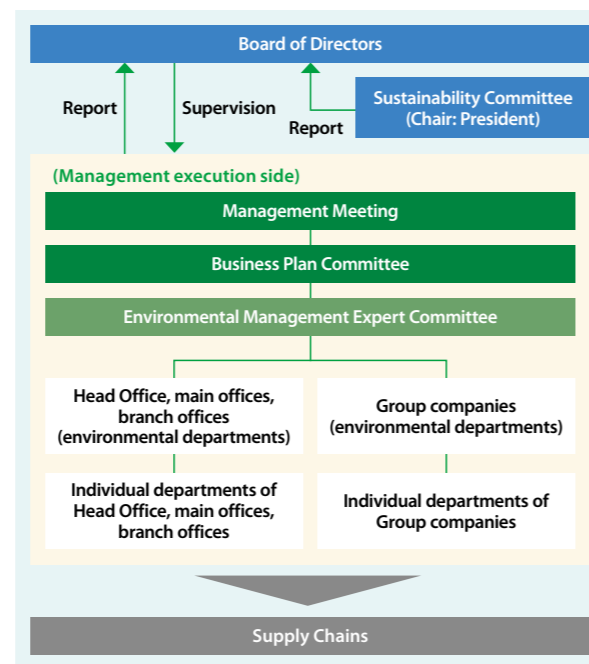 Board of Directors
Report
Supervision
Report
Sustainability Committee
(Chair: President)
(Management execution side)
Management Meeting
Business Plan Committee
Environmental Management Expert Committee
Head Office, main offices,
branch offices
(environmental departments)
Group companies
(environmental departments)
Individual departments of
Head Office, main offices,
branch offices
Individual departments of
Group companies
Supply Chains